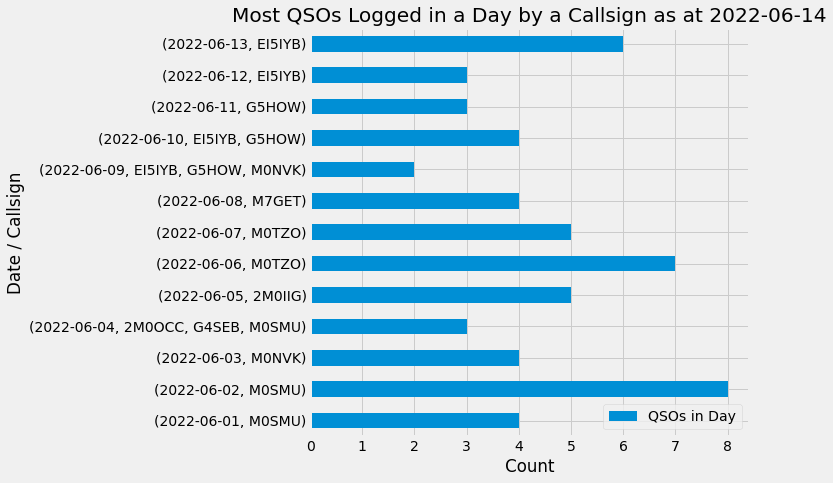 Most QSOs Logged in a Day by a Callsign as at 2022-06-14
(2022-06-13, EI5IYB)
(2022-06-12, EI5IYB)
(2022-06-11, G5HOW)
(2022-06-10, EI5IYB, G5HOW)
(2022-06-09, EI5IYB, G5HOW, M0NVK)
(2022-06-08, M7GET)
(2022-06-07, M0TZO)
(2022-06-06, M0TZO)
(2022-06-05, 2M0IIG)
(2022-06-04, 2M0OCC, G4SEB, M0SMU)
(2022-06-03, M0NVK)
(2022-06-02, M0SMU)
(2022-06-01, M0SMU)
Date / Callsign
QSOs in Day
0 1 2 3 4 5 6 7 8
Count